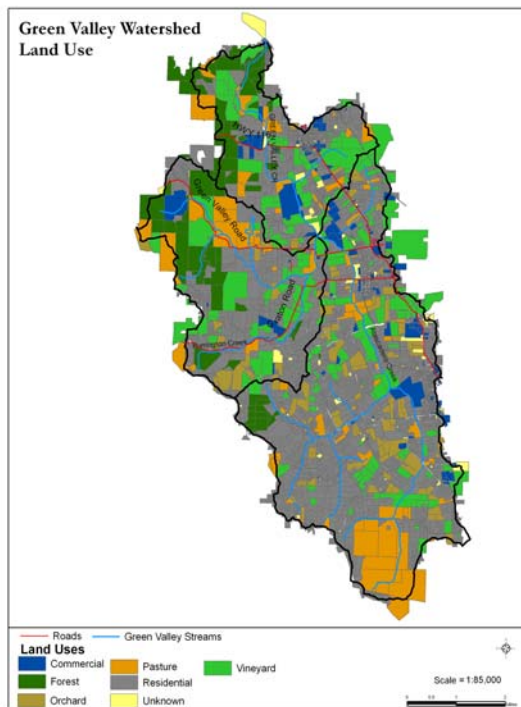 Green Valley Watershed
Land Use
Green Valley Road
Roads
Green Valley Streams
Land Uses
Commercial
Pasture
Vineyard
Forest
Residential
Orchard
Unknown
Scale = 1:85,000